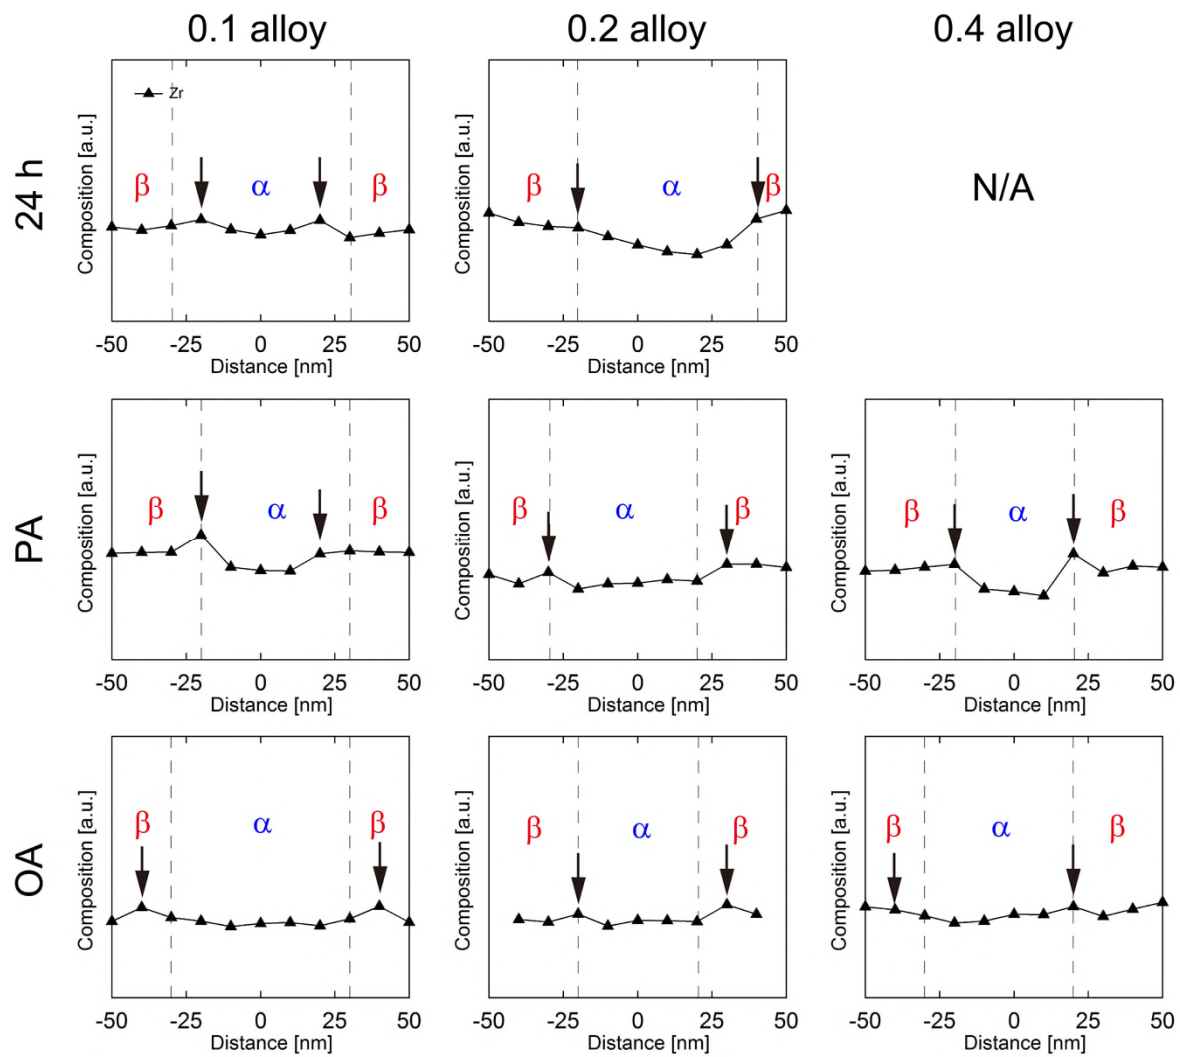 0.1 alloy 0.2 alloy 0.4 alloy
24 h
Composition [a.u.]
Zr
β α β
-50 -25 0 25 50
Distance [nm]
Composition [a.u.]
β α β
-50 -25 0 25 50
Distance [nm]
N/A
PA
Composition [a.u.]
β α β
-50 -25 0 25 50
Distance [nm]
Composition [a.u.]
β α β
-50 -25 0 25 50
Distance [nm]
Composition [a.u.]
β α β
-50 -25 0 25 50
Distance [nm]
OA
Composition [a.u.]
β α β
-50 -25 0 25 50
Distance [nm]
Composition [a.u.]
β α β
-50 -25 0 25 50
Distance [nm]
Composition [a.u.]
β α β
-50 -25 0 25 50
Distance [nm]